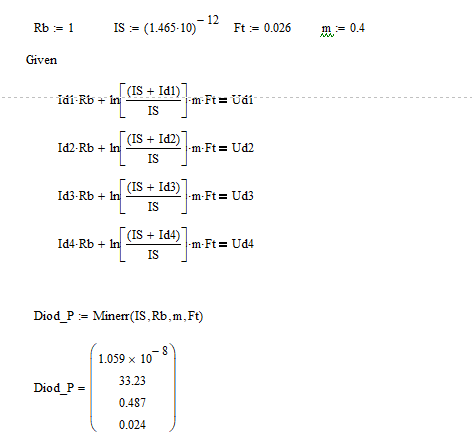 Rb := 1 IS := (1.465·10)^-12 Ft := 0.026 m := 0.4
Given
Id1·Rb + ln[(IS + Id1)/IS]·m·Ft = Ud1
Id2·Rb + ln[(IS + Id2)/IS]·m·Ft = Ud2
Id3·Rb + ln[(IS + Id3)/IS]·m·Ft = Ud3
Id4·Rb + ln[(IS + Id4)/IS]·m·Ft = Ud4
Diod_P := Minerr(IS,Rb,m,Ft)
1.059 × 10^-8
33.23
Diod_P =
0.487
0.024